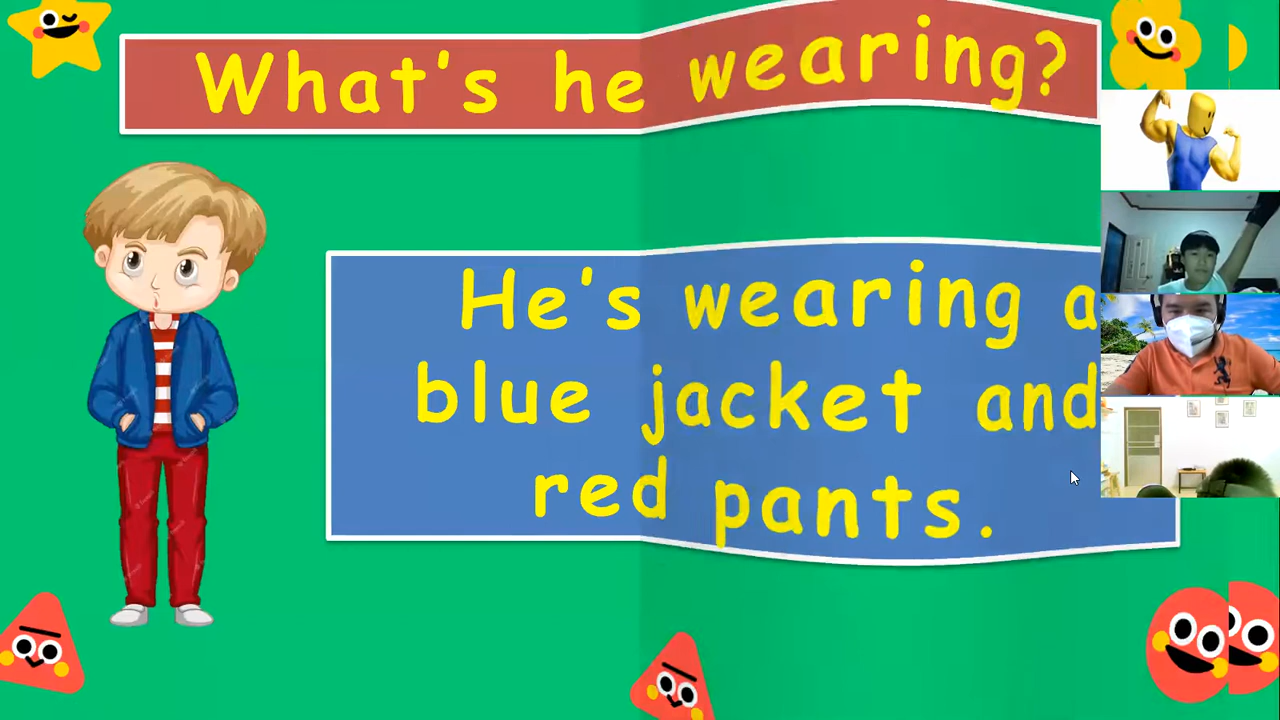 What's he wearing?
He's wearing a
blue jacket and
red pants.